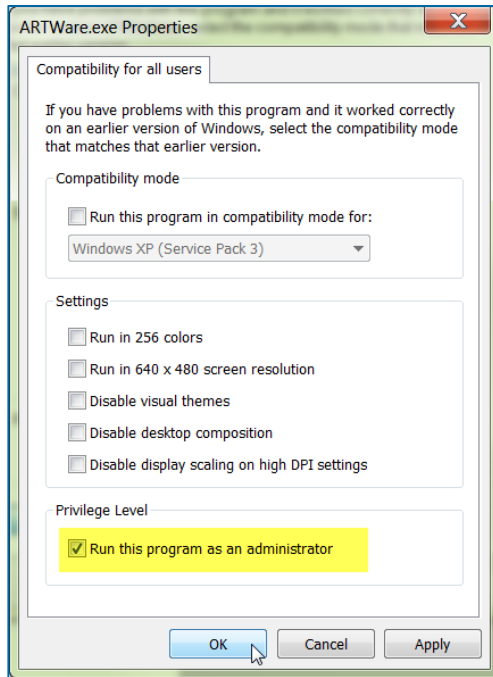 ARTWare.exe Properties
X
Compatibility for all users
If you have problems with this program and it worked correctly
on an earlier version of Windows, select the compatibility mode
that matches that earlier version.
Compatibility mode
Run this program in compatibility mode for:
Windows XP (Service Pack 3)
Settings
Run in 256 colors
Run in 640 x 480 screen resolution
Disable visual themes
Disable desktop composition
Disable display scaling on high DPI settings
Privilege Level
Run this program as an administrator
OK Cancel Apply